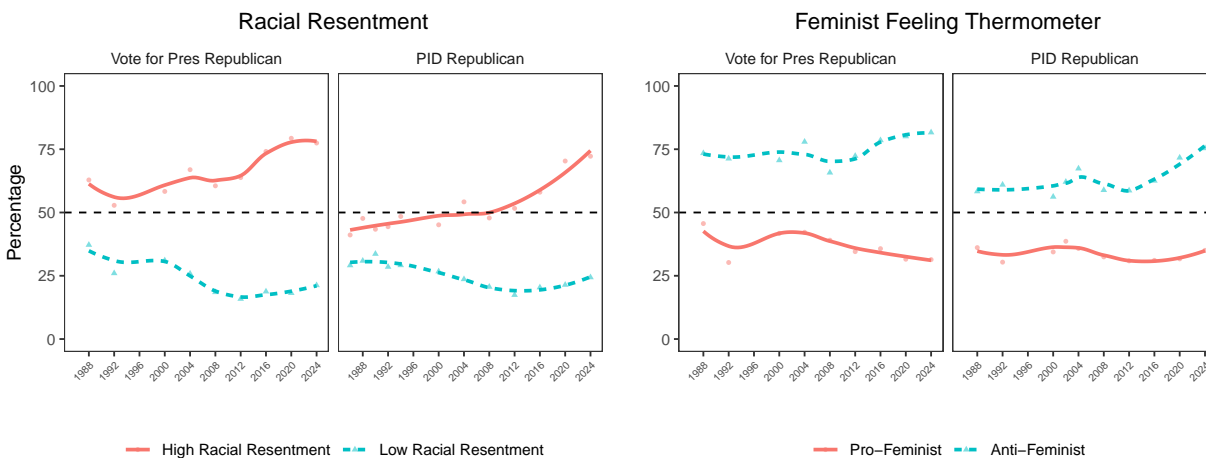 Racial Resentment
Feminist Feeling Thermometer
Vote for Pres Republican
PID Republican
Vote for Pres Republican
PID Republican
Percentage
100
75
50
25
0
100
75
50
25
0
1988 1992 1996 2000 2004 2008 2012 2016 2020 2024
1988 1992 1996 2000 2004 2008 2012 2016 2020 2024
1988 1992 1996 2000 2004 2008 2012 2016 2020 2024
1988 1992 1996 2000 2004 2008 2012 2016 2020 2024
High Racial Resentment
Low Racial Resentment
Pro−Feminist
Anti−Feminist